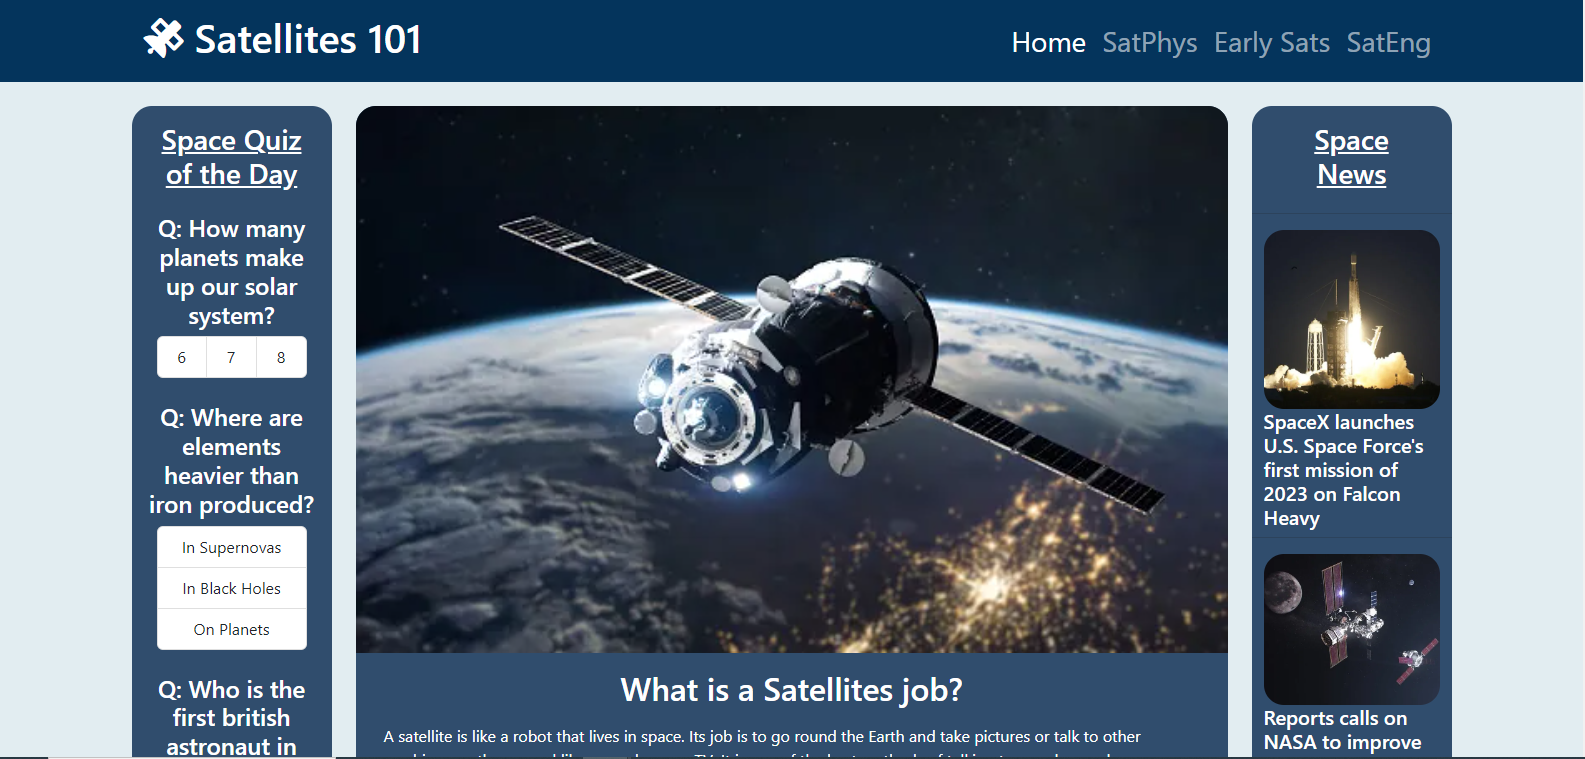 Satellites 101
Home SatPhys Early Sats SatEng
Space Quiz
of the Day
Q: How many
planets make
up our solar
system?
6 7 8
Q: Where are
elements
heavier than
iron produced?
In Supernovas
In Black Holes
On Planets
Q: Who is the
first british
astronaut in
What is a Satellites job?
A satellite is like a robot that lives in space. Its job is to go round the Earth and take pictures or talk to other
Space
News
SpaceX launches
U.S. Space Force's
first mission of
2023 on Falcon
Heavy
Reports calls on
NASA to improve